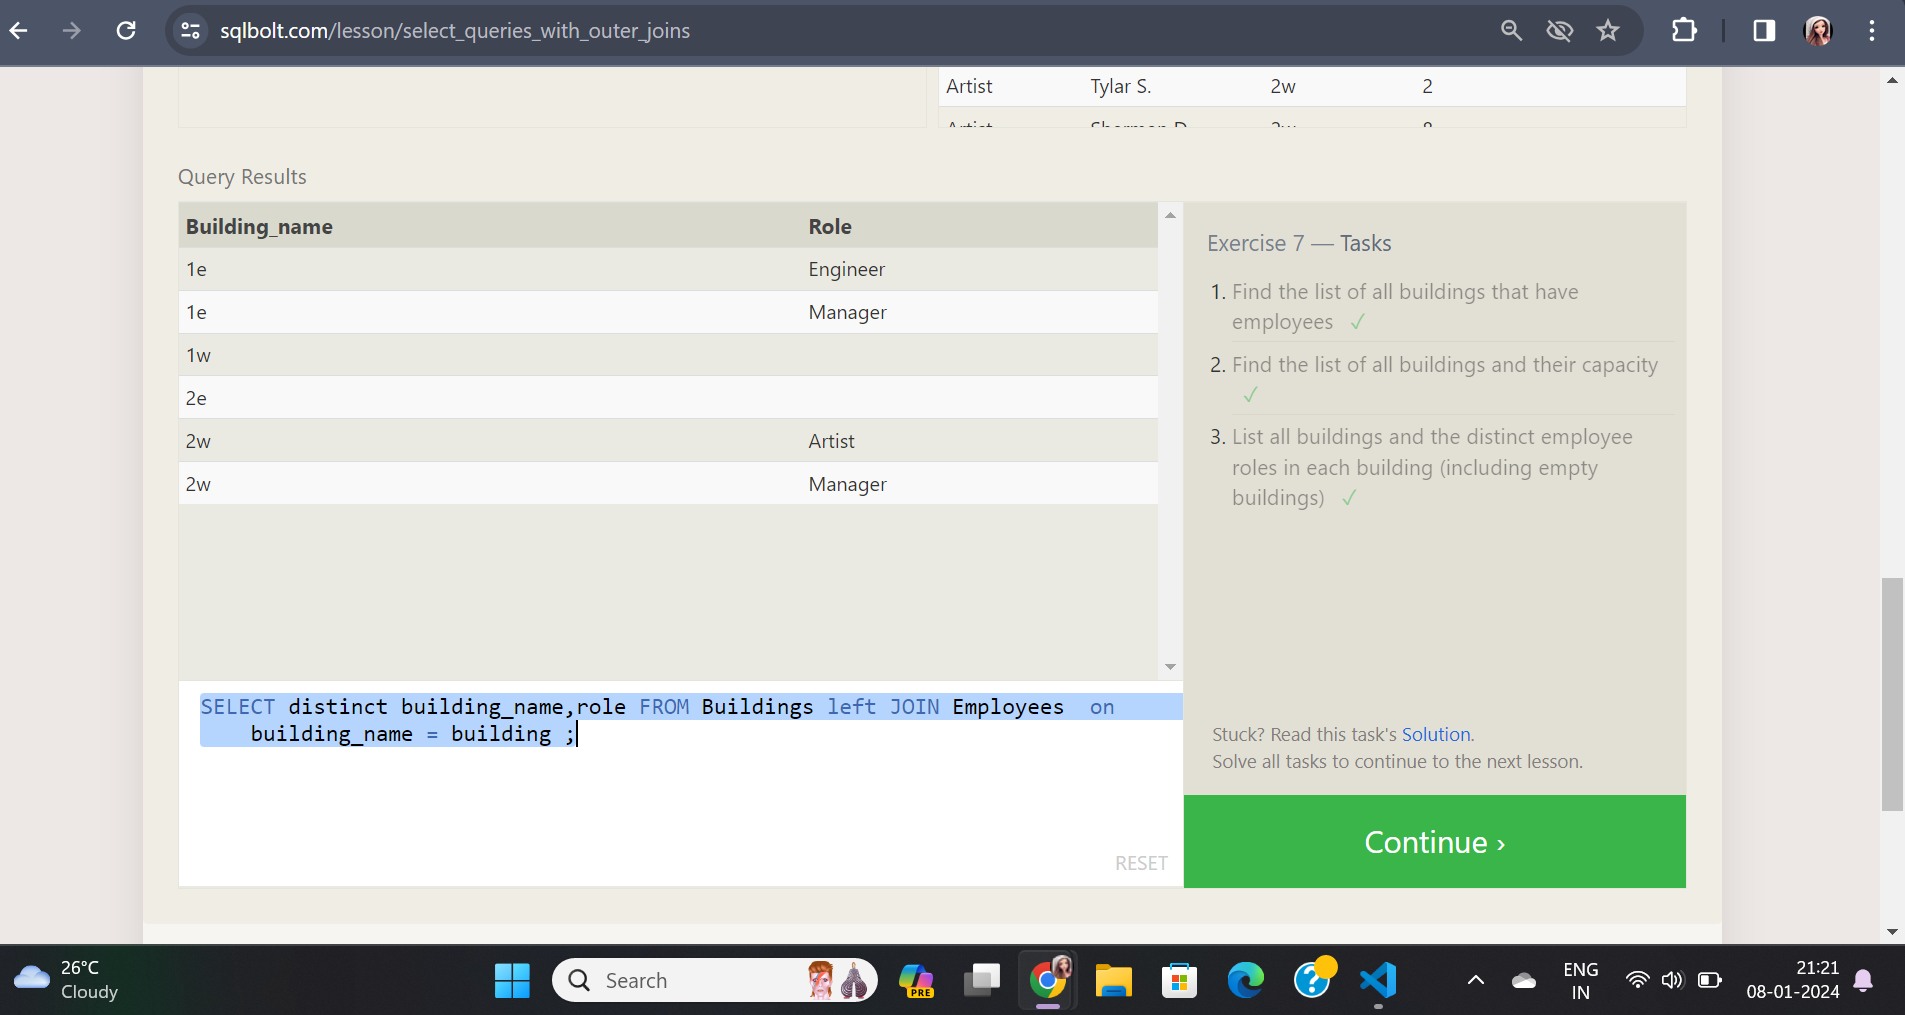 sqlbolt.com/lesson/select_queries_with_outer_joins
Artist Tylar S. 2w 2
Artist Sherman D. 2w 8
Query Results
Building_name Role
1e Engineer
1e Manager
1w
2e
2w Artist
2w Manager
Exercise 7 — Tasks
1. Find the list of all buildings that have
employees ✓
2. Find the list of all buildings and their capacity
✓
3. List all buildings and the distinct employee
roles in each building (including empty
buildings) ✓
SELECT distinct building_name,role FROM Buildings left JOIN Employees  on
building_name = building ;
RESET
Stuck? Read this task's Solution.
Solve all tasks to continue to the next lesson.
Continue ›
26°C
Cloudy
Search
PRE
ENG
IN
21:21
08-01-2024